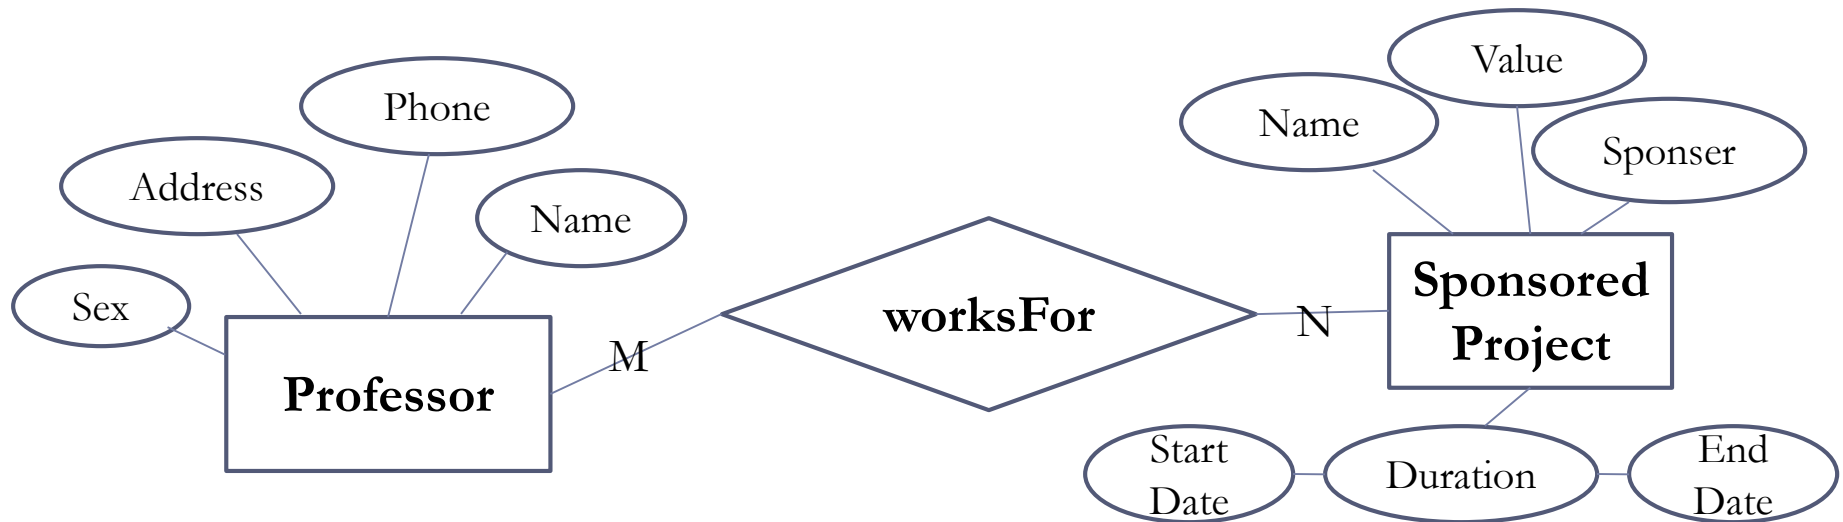 Value
Phone
Name
Sponser
Address
Name
Sex
Sponsored
Project
worksFor
N
M
Professor
Start
Date
Duration
End
Date